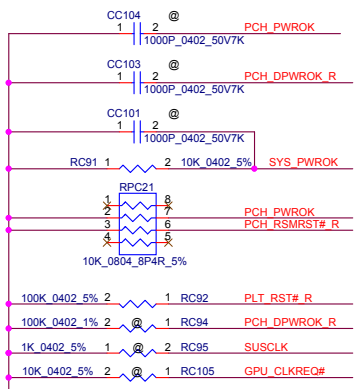 CC104 @
1 2 PCH_PWROK
1000P_0402_50V7K
CC103 @
1 2 PCH_DPWROK_R
1000P_0402_50V7K
CC101 @
1 2
1000P_0402_50V7K
RC91 1 2 10K_0402_5% SYS_PWROK
RPC21
1 8
2 7 PCH_PWROK
3 6 PCH_RSMRST#_R
4 5
10K_0804_8P4R_5%
100K_0402_5% 2 1 RC92 PLT_RST#_R
100K_0402_1% 2 @ 1 RC94 PCH_DPWROK_R
1K_0402_5% 2 @ 1 RC95 SUSCLK
10K_0402_5% 2 @ 1 RC105 GPU_CLKREQ#